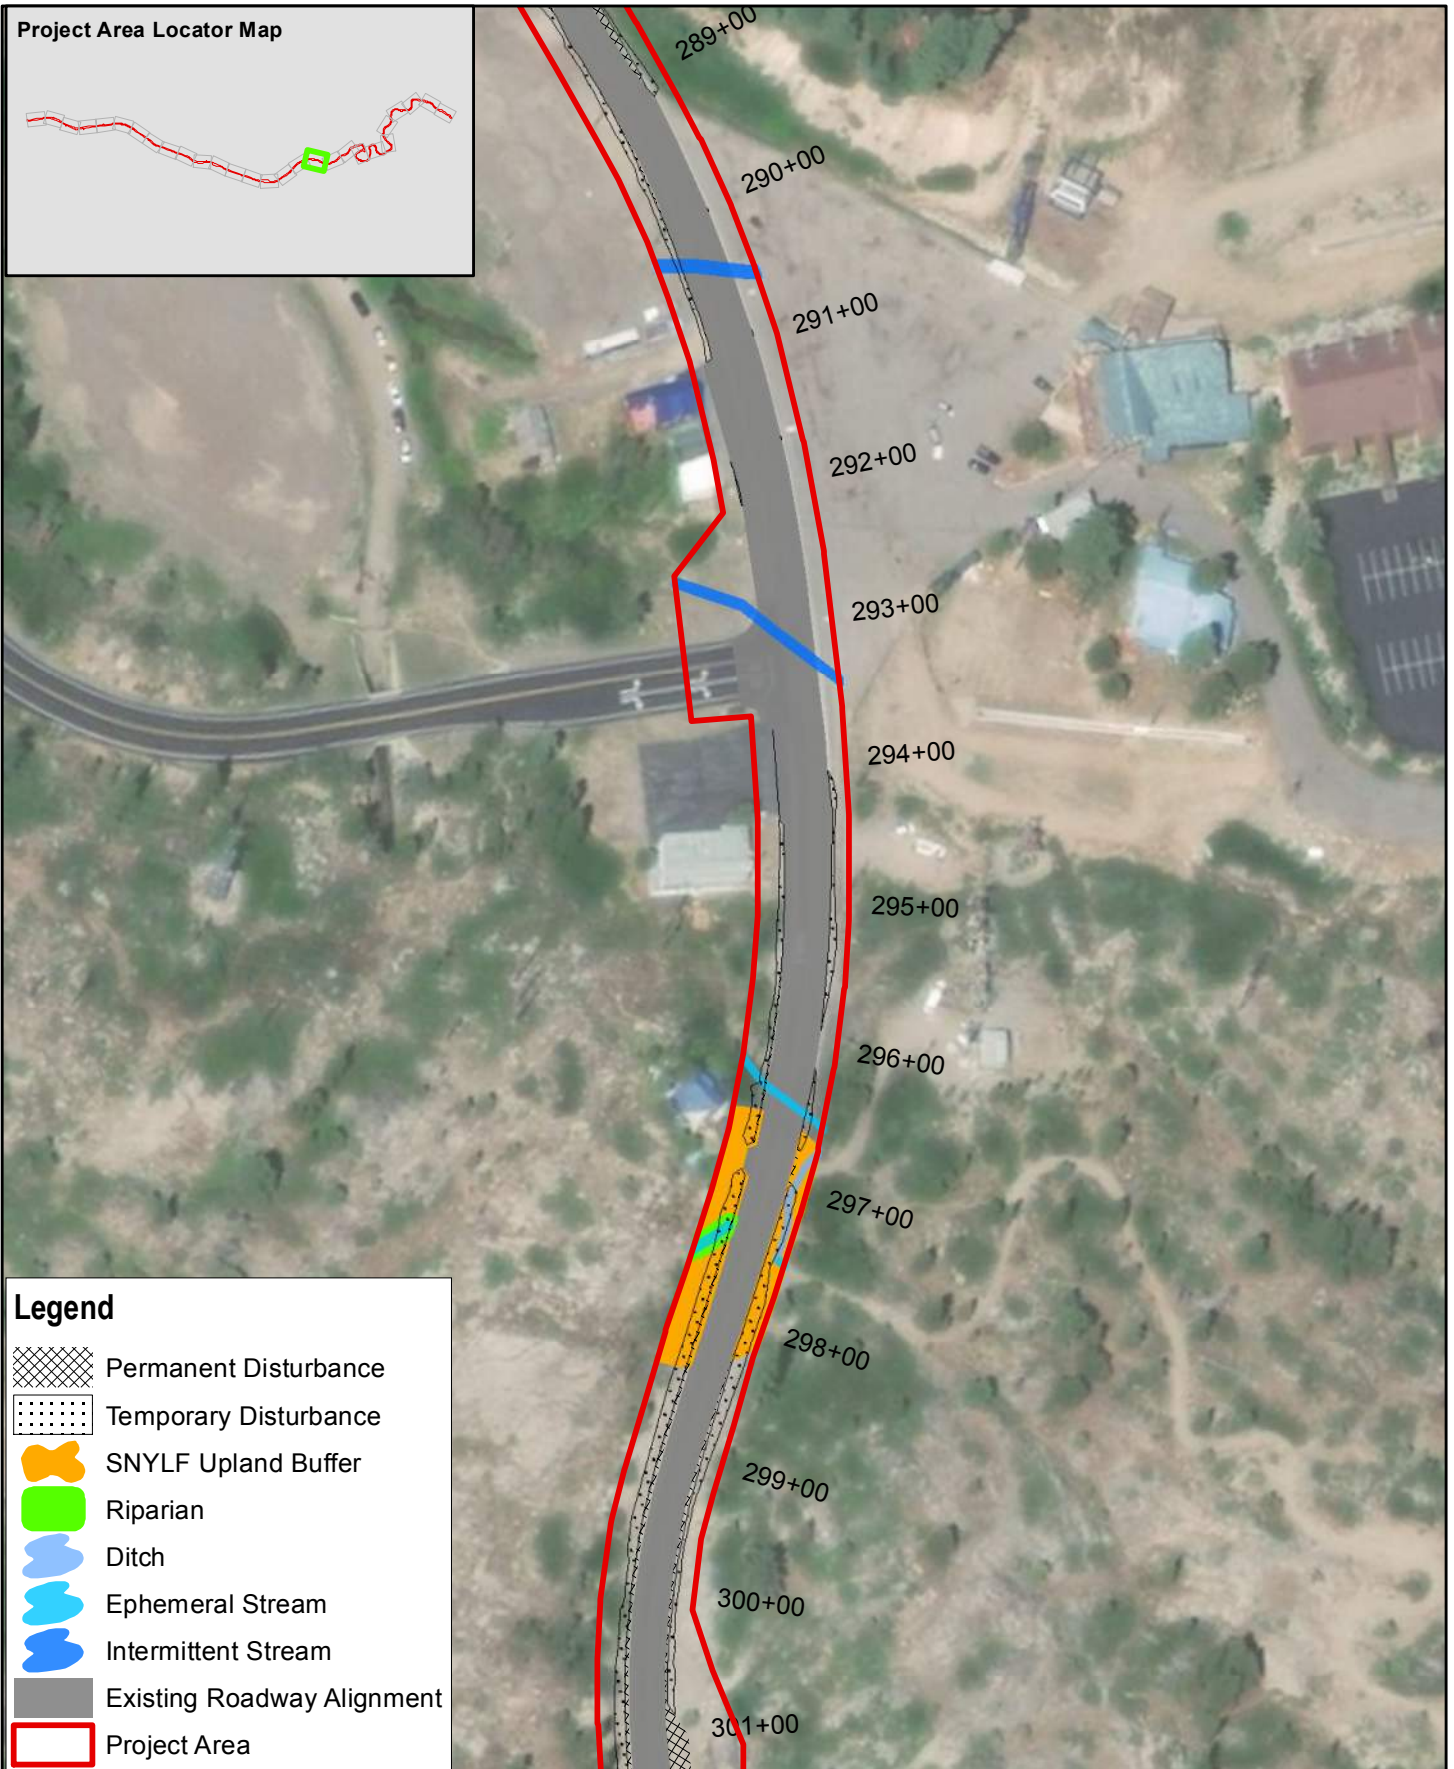 Project Area Locator Map
289+00
290+00
291+00
292+00
293+00
294+00
295+00
296+00
297+00
298+00
299+00
300+00
301+00
Legend
Permanent Disturbance
Temporary Disturbance
SNYLF Upland Buffer
Riparian
Ditch
Ephemeral Stream
Intermittent Stream
Existing Roadway Alignment
Project Area